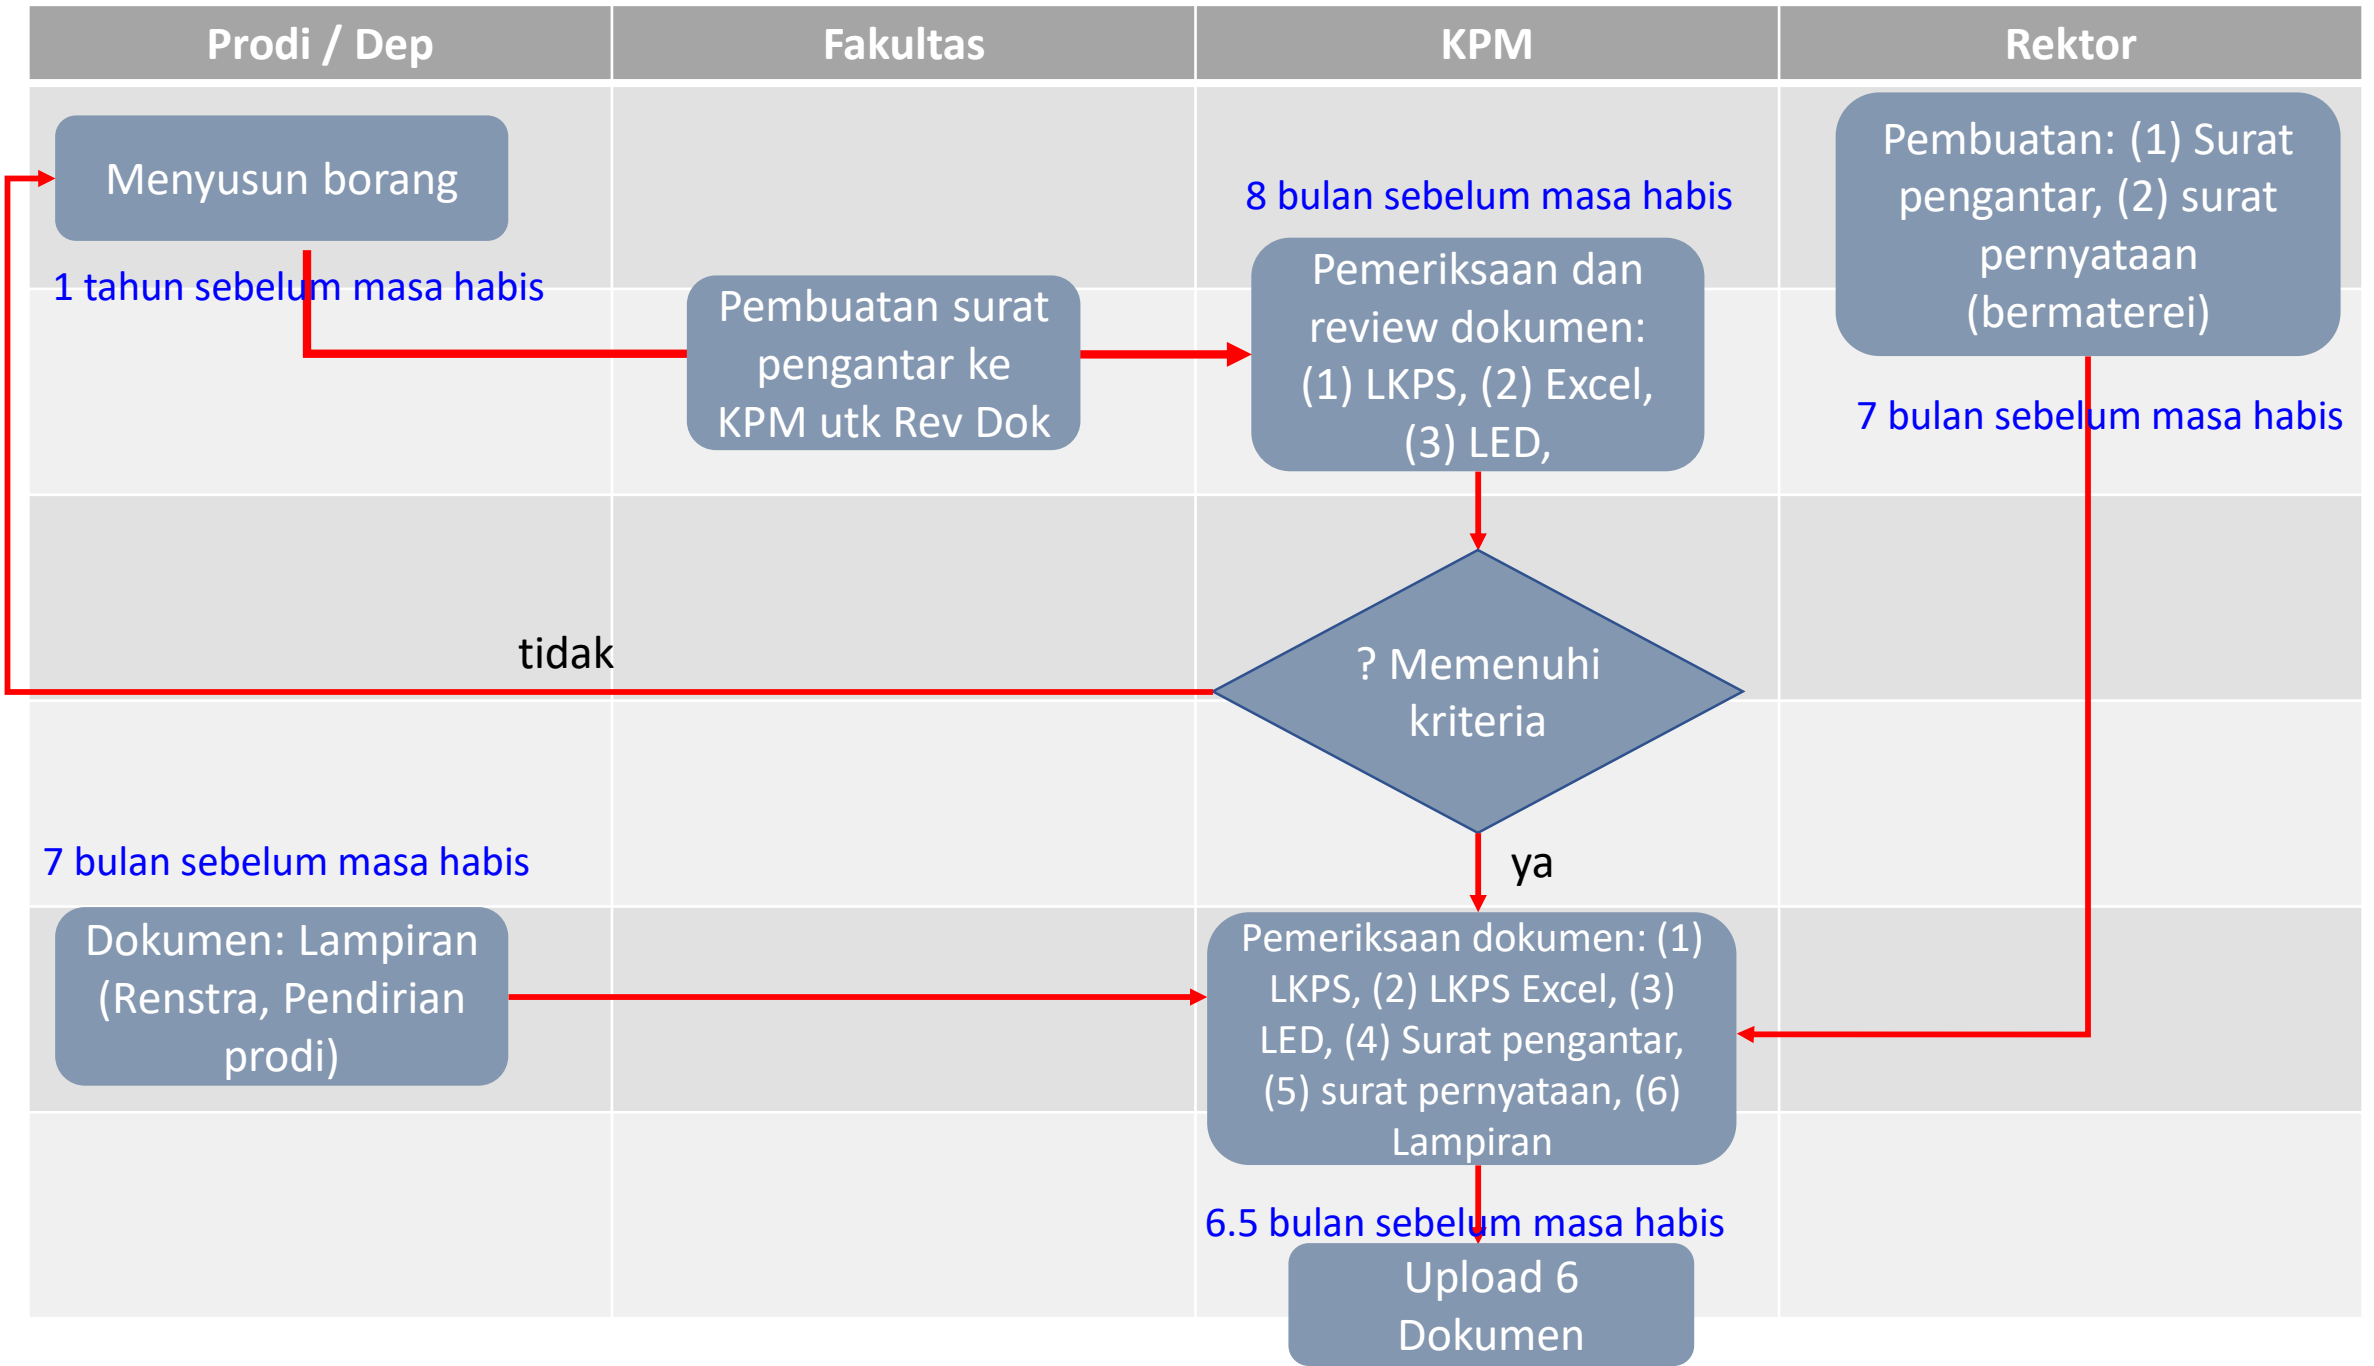 Prodi / Dep
Fakultas
KPM
Rektor
Menyusun borang
1 tahun sebelum masa habis
Pembuatan surat
pengantar ke
KPM utk Rev Dok
8 bulan sebelum masa habis
Pemeriksaan dan
review dokumen:
(1) LKPS, (2) Excel,
(3) LED,
Pembuatan: (1) Surat
pengantar, (2) surat
pernyataan
(bermaterei)
7 bulan sebelum masa habis
tidak
? Memenuhi
kriteria
ya
7 bulan sebelum masa habis
Dokumen: Lampiran
(Renstra, Pendirian
prodi)
Pemeriksaan dokumen: (1)
LKPS, (2) LKPS Excel, (3)
LED, (4) Surat pengantar,
(5) surat pernyataan, (6)
Lampiran
6.5 bulan sebelum masa habis
Upload 6
Dokumen